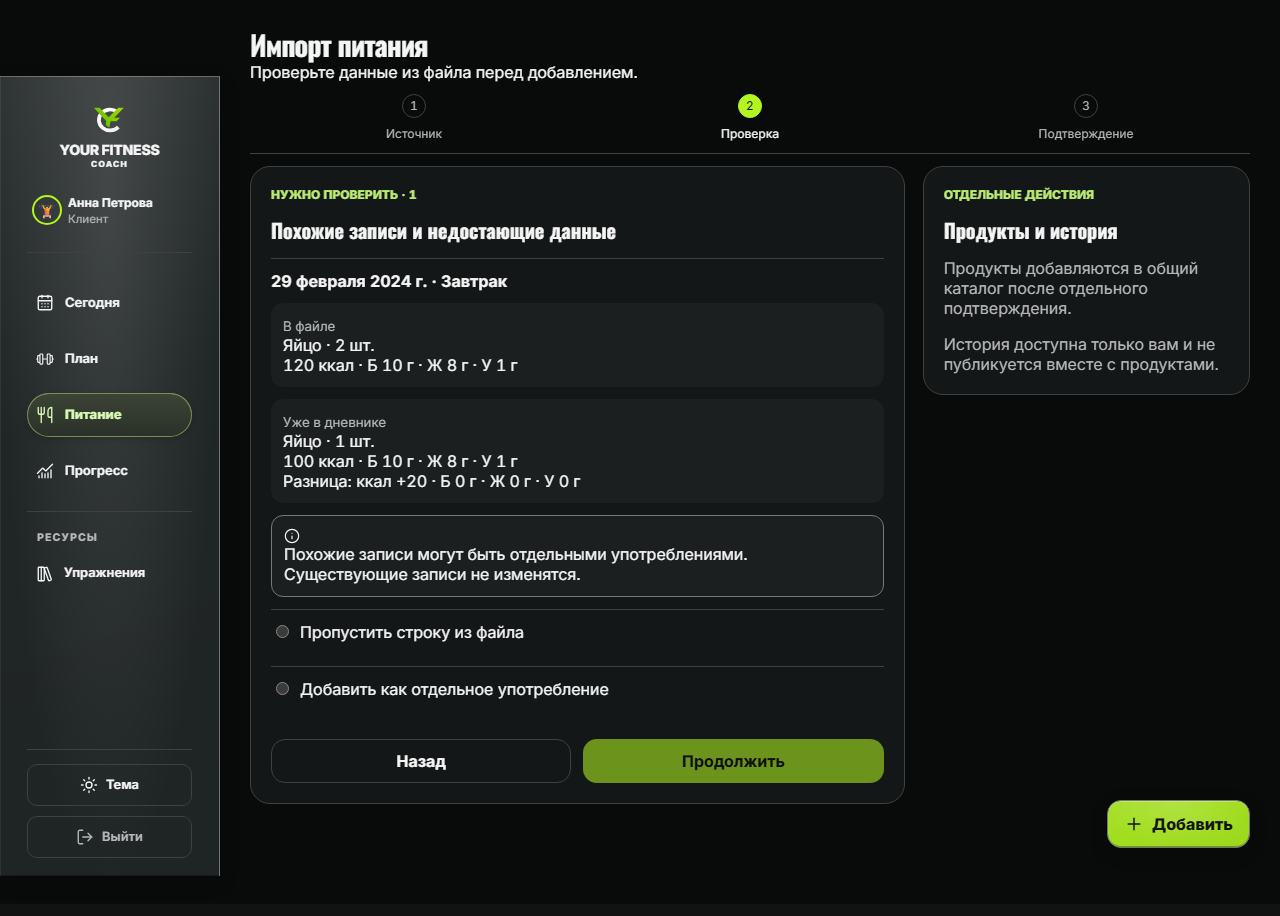 Импорт питания
Проверьте данные из файла перед добавлением.
1
Источник
2
Проверка
3
Подтверждение
YOUR FITNESS
COACH
Анна Петрова
Клиент
Сегодня
План
Питание
Прогресс
РЕСУРСЫ
Упражнения
Тема
Выйти
НУЖНО ПРОВЕРИТЬ · 1
Похожие записи и недостающие данные
29 февраля 2024 г. · Завтрак
В файле
Яйцо · 2 шт.
120 ккал · Б 10 г · Ж 8 г · У 1 г
Уже в дневнике
Яйцо · 1 шт.
100 ккал · Б 10 г · Ж 8 г · У 1 г
Разница: ккал +20 · Б 0 г · Ж 0 г · У 0 г
Похожие записи могут быть отдельными употреблениями.
Существующие записи не изменятся.
Пропустить строку из файла
Добавить как отдельное употребление
Назад
Продолжить
ОТДЕЛЬНЫЕ ДЕЙСТВИЯ
Продукты и история
Продукты добавляются в общий
каталог после отдельного
подтверждения.
История доступна только вам и не
публикуется вместе с продуктами.
Добавить